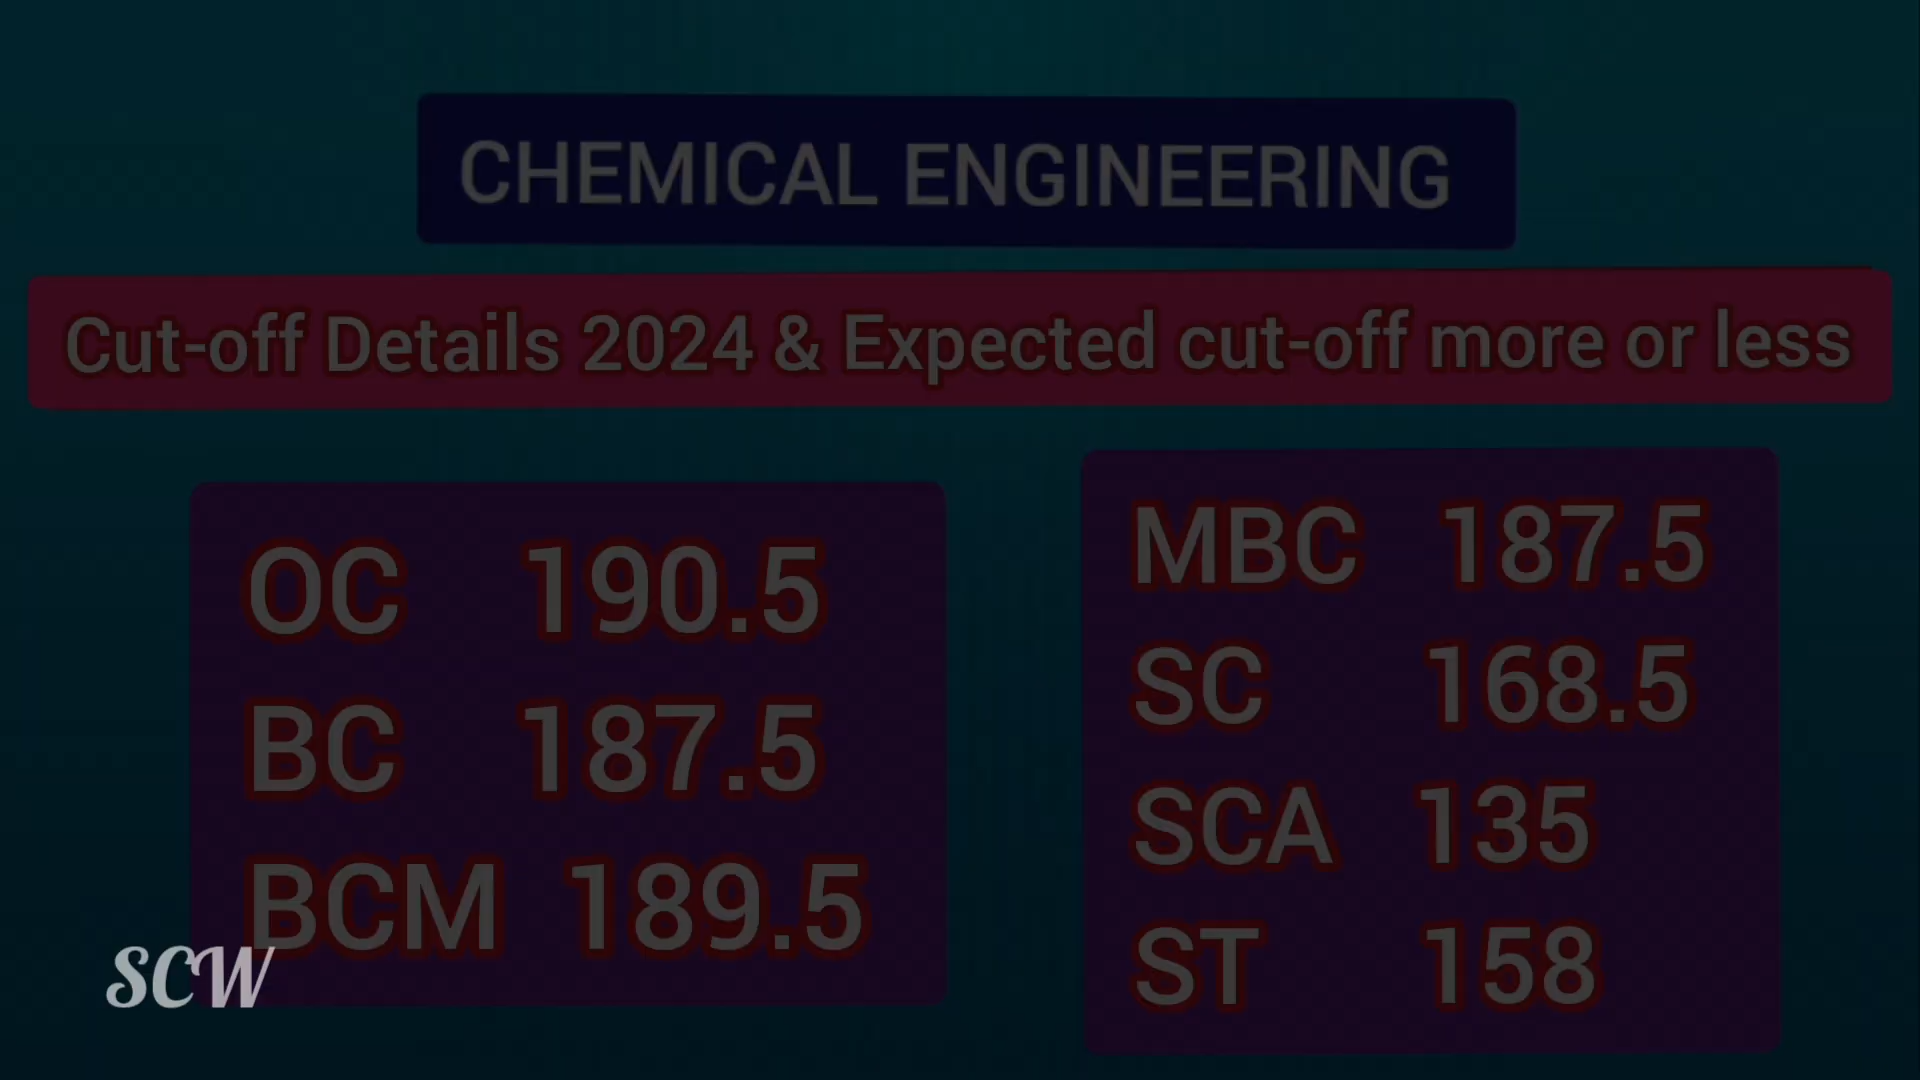 CHEMICAL ENGINEERING
Cut-off Details 2024 & Expected cut-off more or less
OC 190.5
BC 187.5
BCM 189.5
MBC 187.5
SC 168.5
SCA 135
ST 158
SCW